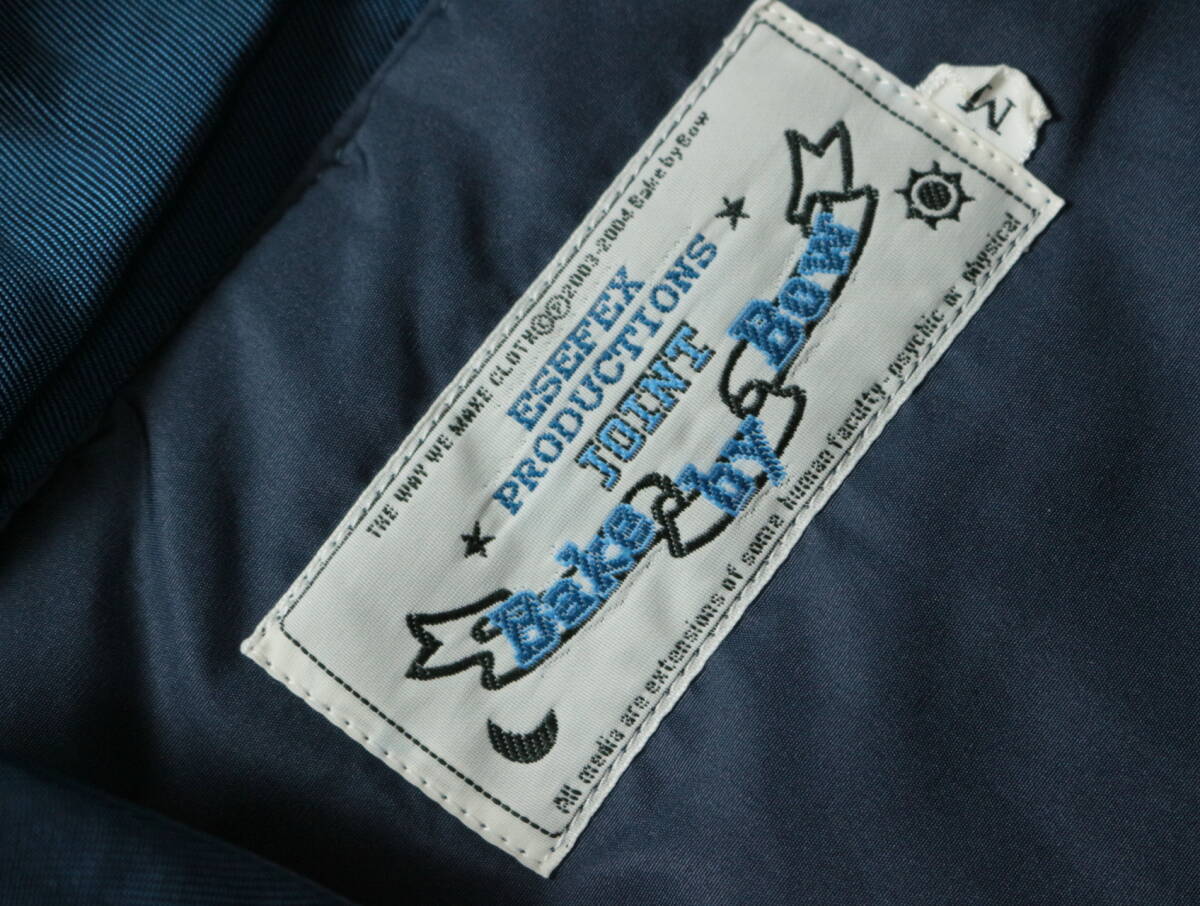 M
THE WAY WE MAKE CLOTH©Ⓟ2003-2004 Bake by Bow
ESEFEX
PRODUCTIONS
JOINT
Bake by Bow
All media are extensions of some human faculty-psychic or physical